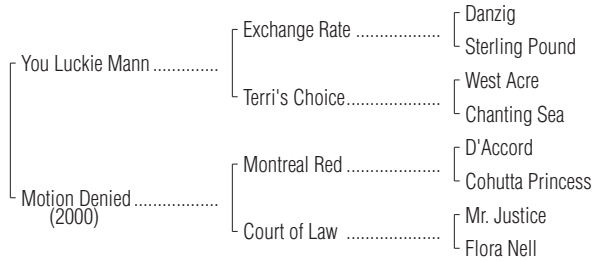 Danzig
Exchange Rate ..................
Sterling Pound
You Luckie Mann ..............
West Acre
Terri's Choice....................
Chanting Sea
D'Accord
Montreal Red ....................
Cohutta Princess
Motion Denied ..................
(2000)
Mr. Justice
Court of Law ....................
Flora Nell